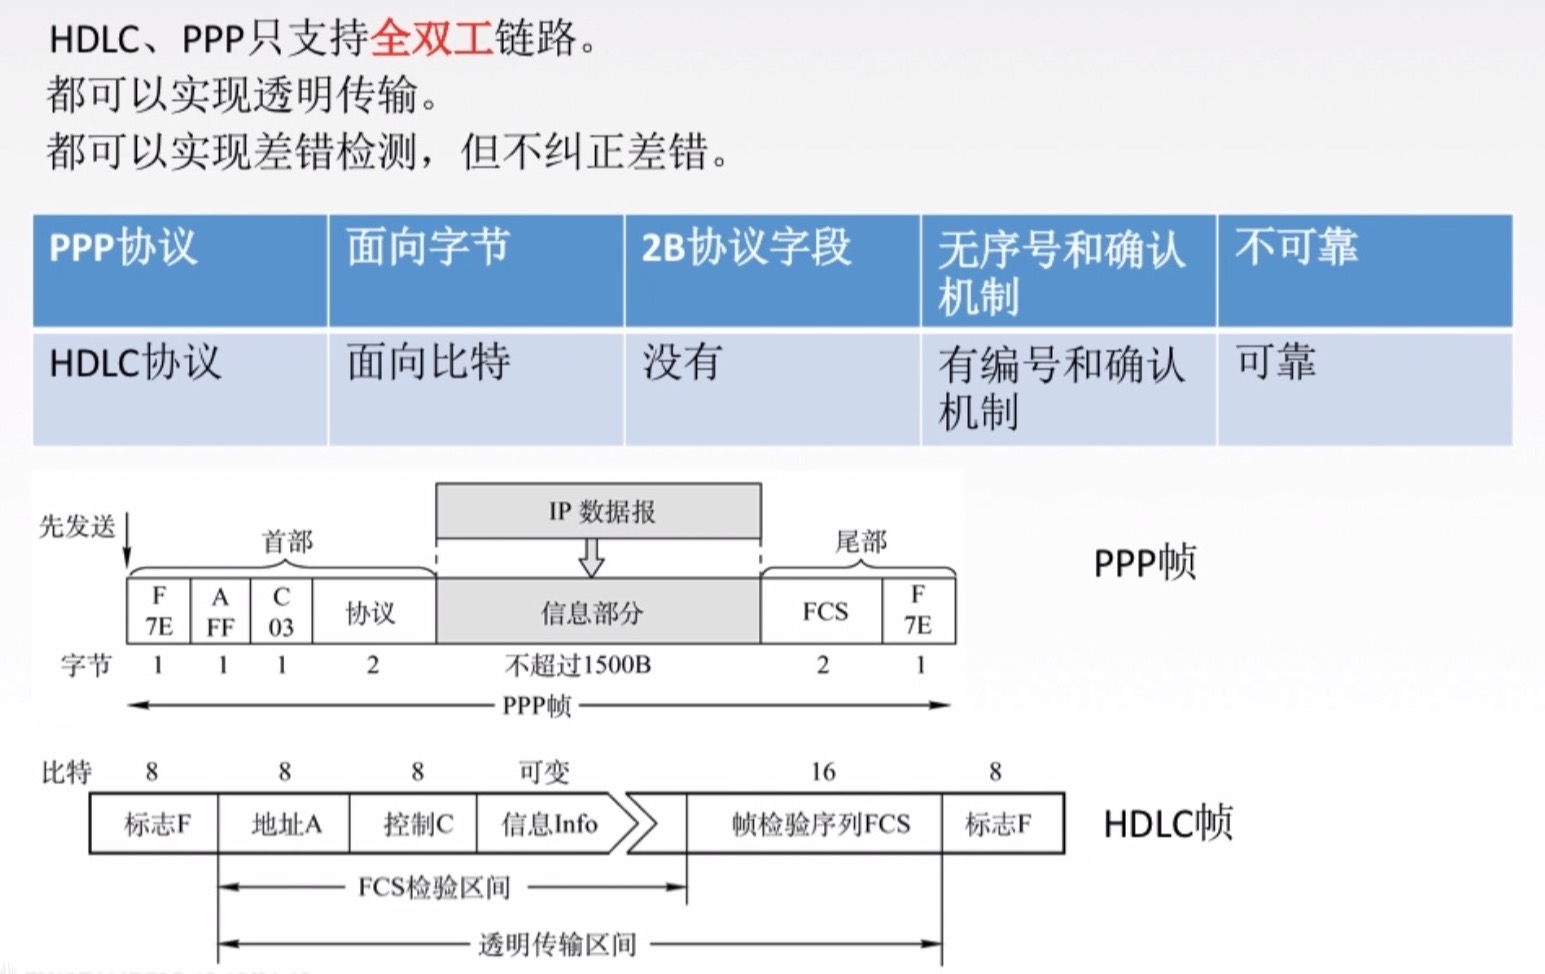 HDLC、PPP只支持全双工链路。
都可以实现透明传输。
都可以实现差错检测，但不纠正差错。
PPP协议 面向字节 2B协议字段 无序号和确认机制 不可靠
HDLC协议 面向比特 没有 有编号和确认机制 可靠
IP 数据报
先发送
首部
尾部
PPP帧
F 7E A FF C 03 协议 信息部分 FCS F 7E
字节 1 1 1 2 不超过1500B 2 1
PPP帧
比特 8 8 8 可变 16 8
标志F 地址A 控制C 信息Info 帧检验序列FCS 标志F
HDLC帧
FCS检验区间
透明传输区间